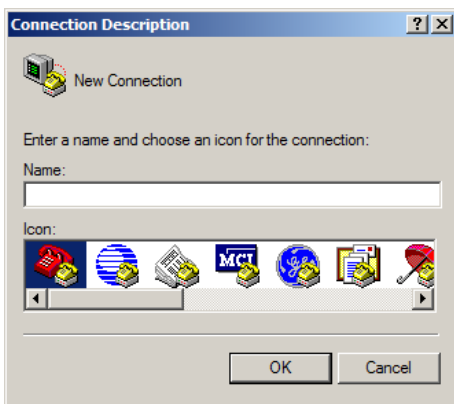 Connection Description
New Connection
Enter a name and choose an icon for the connection:
Name:
Icon:
MCI
OK
Cancel